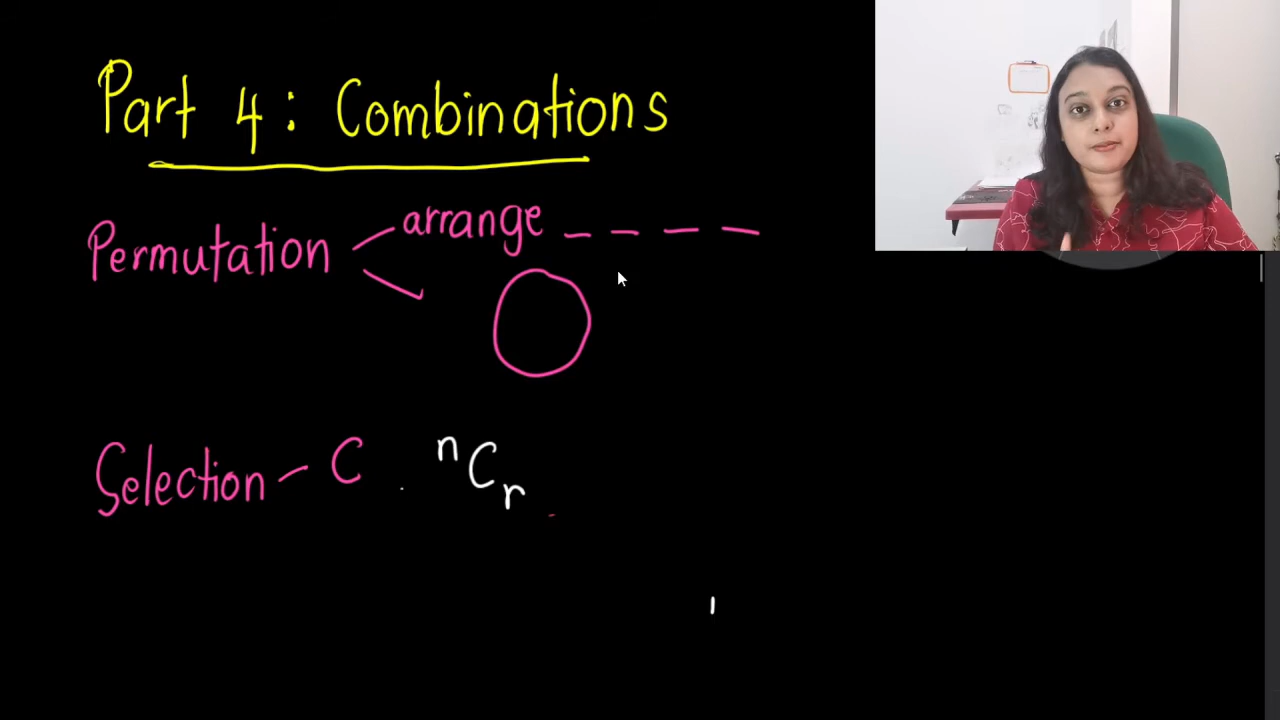 Part 4: Combinations
Permutation
arrange _ _ _ _
Selection - C . nCr